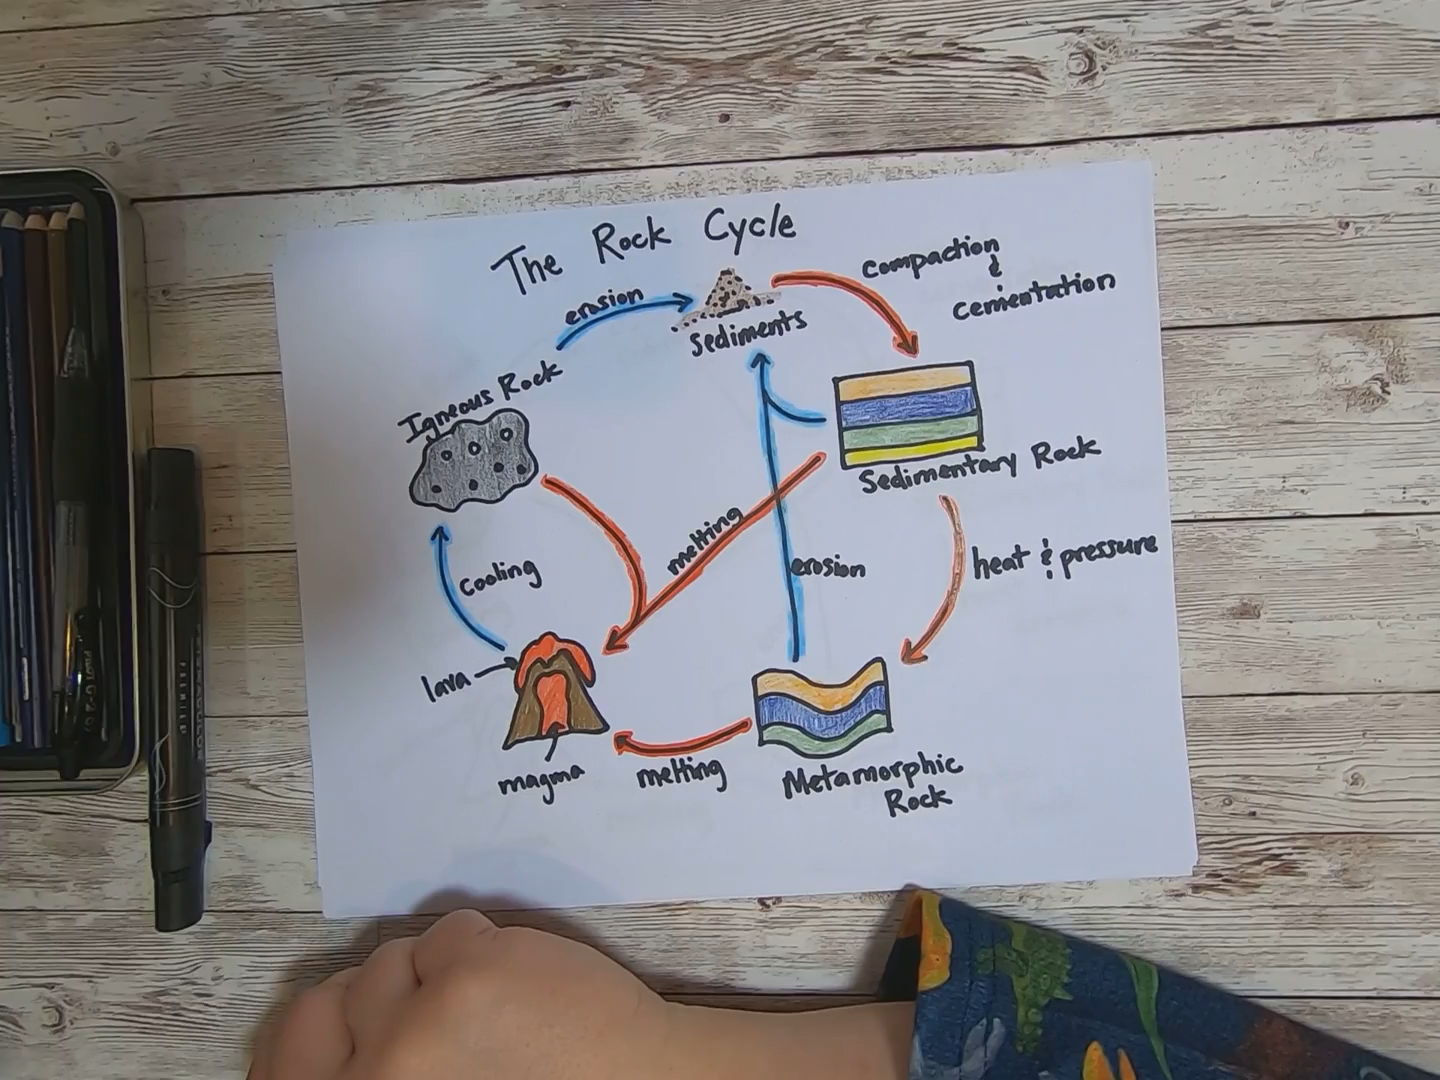 The Rock Cycle
erosion
Sediments
compaction
&
cementation
Igneous Rock
Sedimentary Rock
melting
erosion
heat & pressure
cooling
lava
magma
melting
Metamorphic
Rock